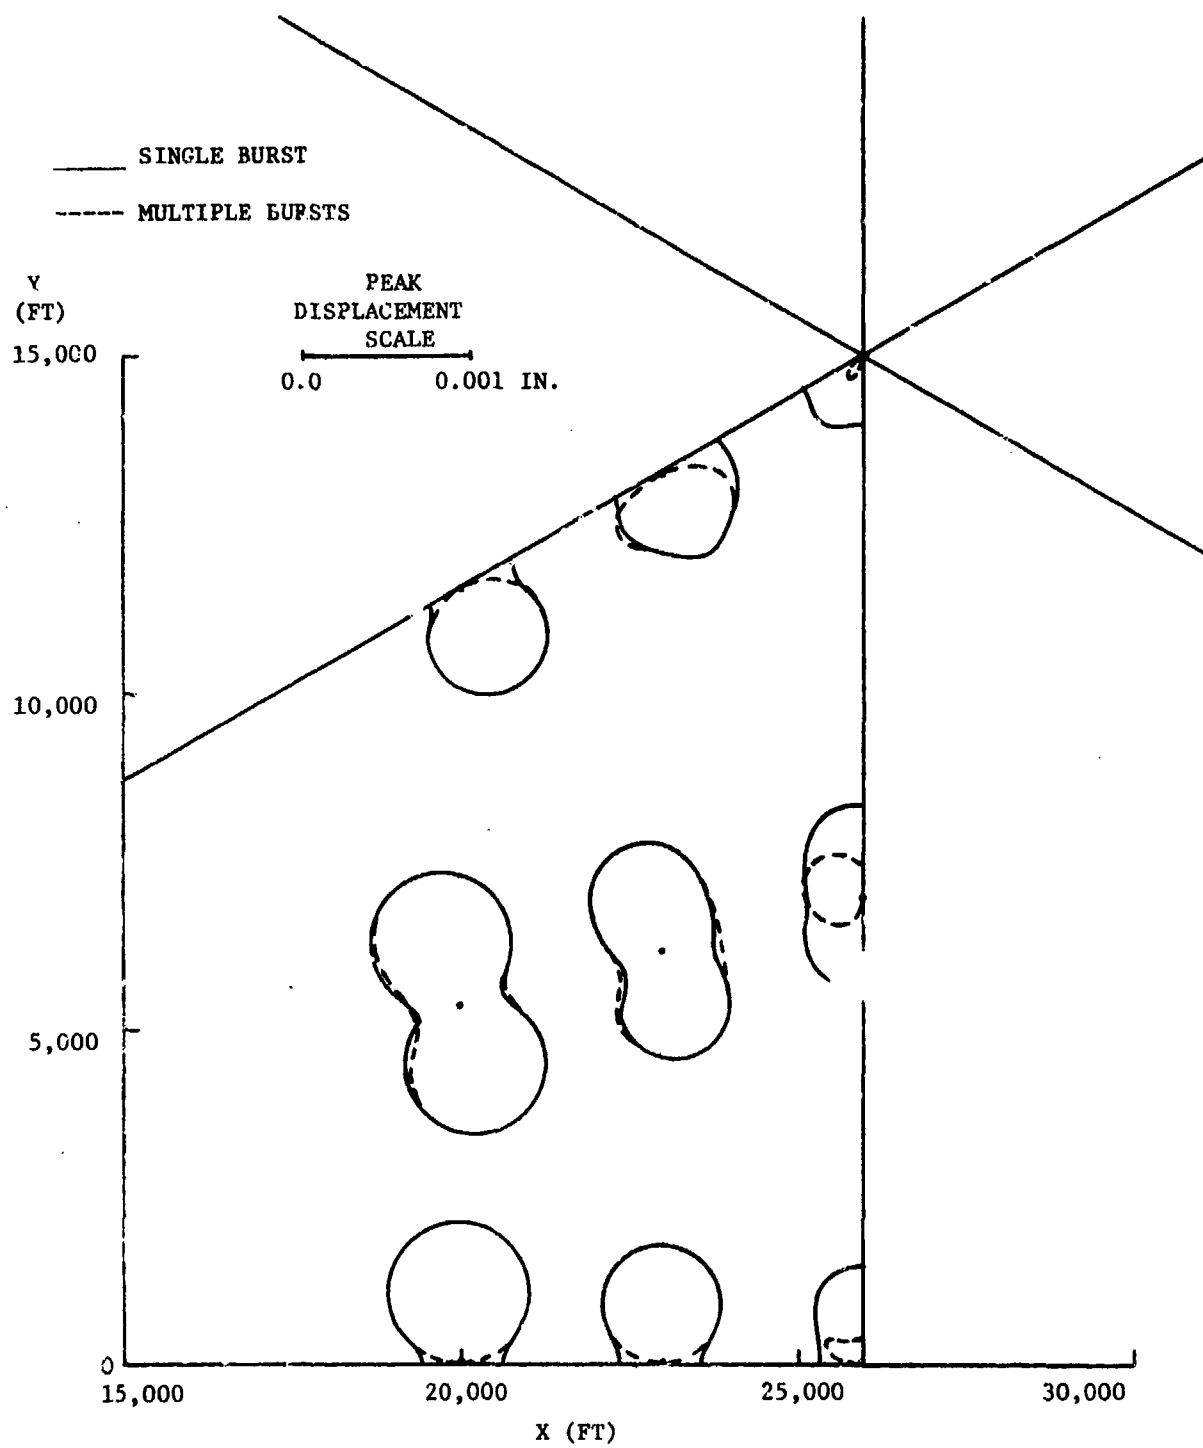 SINGLE BURST
MULTIPLE BURSTS
Y
(FT)
PEAK
DISPLACEMENT
SCALE
0.0 0.001 IN.
15,000
10,000
5,000
0
15,000 20,000 25,000 30,000
X (FT)